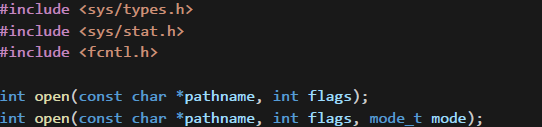 #include <sys/types.h>
#include <sys/stat.h>
#include <fcntl.h>
int open(const char *pathname, int flags);
int open(const char *pathname, int flags, mode_t mode);